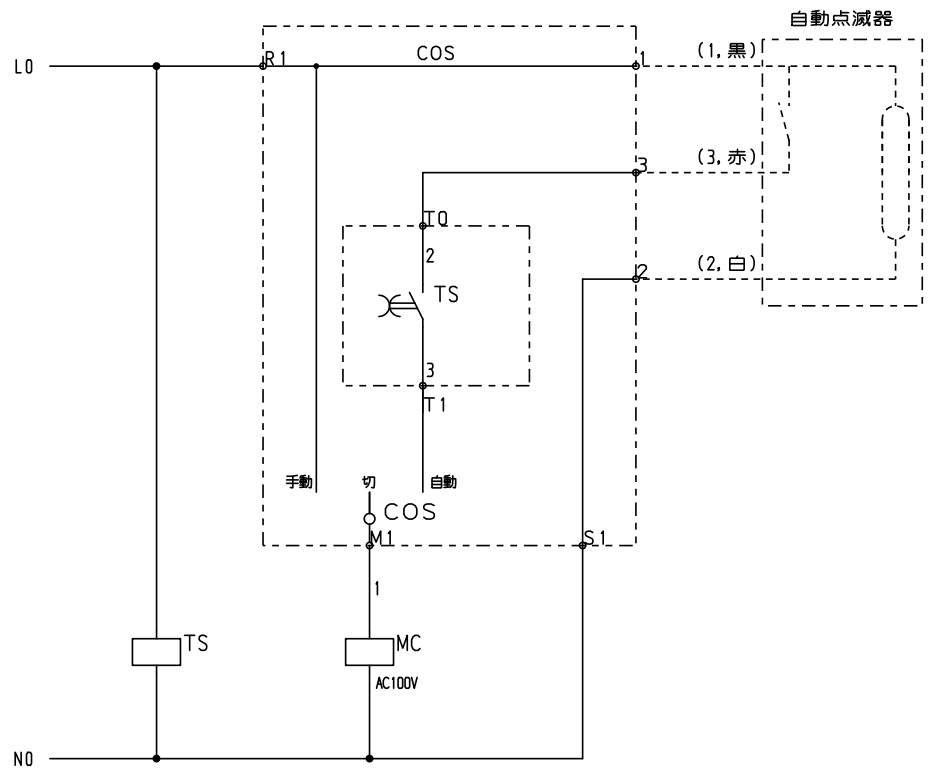 自動点滅器
COS
(1,黒)
L0
R1
1
(3,赤)
3
T0
2
(2,白)
2
TS
3
T1
手動
切
自動
COS
M1
S1
1
TS
MC
AC100V
N0